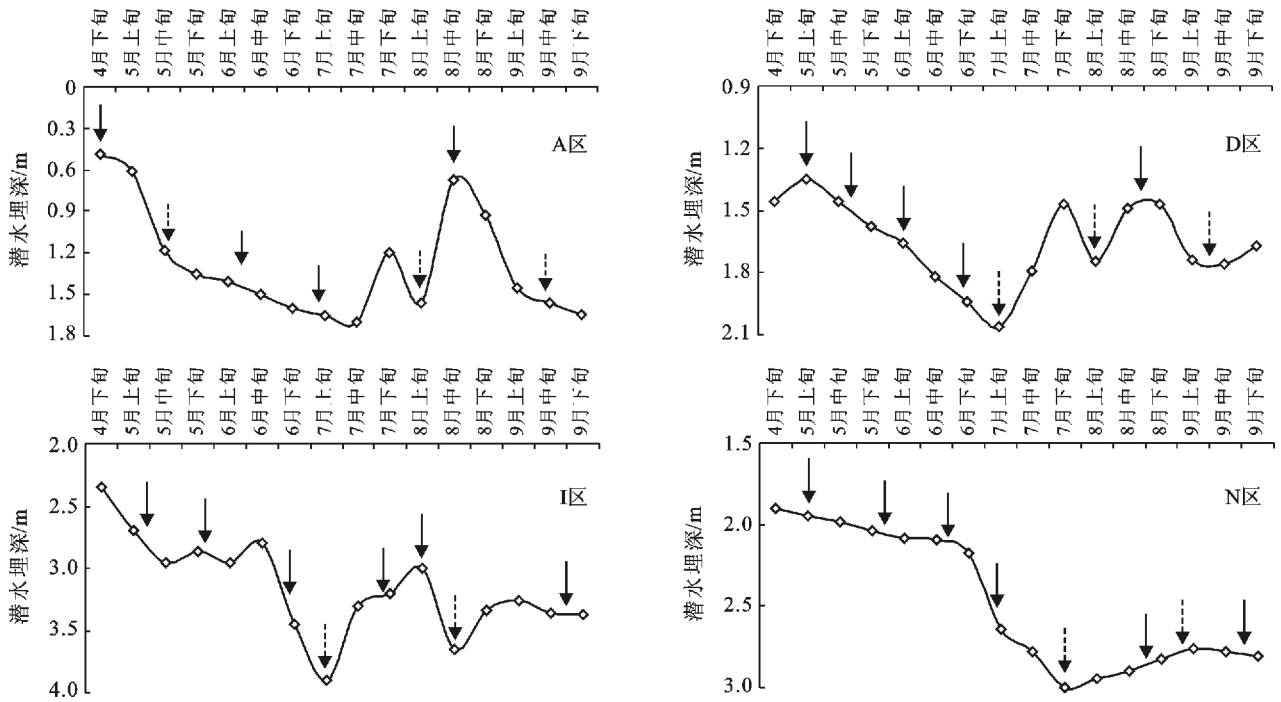 4月下旬 5月上旬 5月中旬 5月下旬 6月上旬 6月中旬 6月下旬 7月上旬 7月中旬 7月下旬 8月上旬 8月中旬 8月下旬 9月上旬 9月中旬 9月下旬
0
0.3
0.6
0.9
1.2
1.5
1.8
潜水埋深/m
A区
4月下旬 5月上旬 5月中旬 5月下旬 6月上旬 6月中旬 6月下旬 7月上旬 7月中旬 7月下旬 8月上旬 8月中旬 8月下旬 9月上旬 9月中旬 9月下旬
0.9
1.2
1.5
1.8
2.1
潜水埋深/m
D区
4月下旬 5月上旬 5月中旬 5月下旬 6月上旬 6月中旬 6月下旬 7月上旬 7月中旬 7月下旬 8月上旬 8月中旬 8月下旬 9月上旬 9月中旬 9月下旬
2.0
2.5
3.0
3.5
4.0
潜水埋深/m
I区
4月下旬 5月上旬 5月中旬 5月下旬 6月上旬 6月中旬 6月下旬 7月上旬 7月中旬 7月下旬 8月上旬 8月中旬 8月下旬 9月上旬 9月中旬 9月下旬
1.5
2.0
2.5
3.0
潜水埋深/m
N区